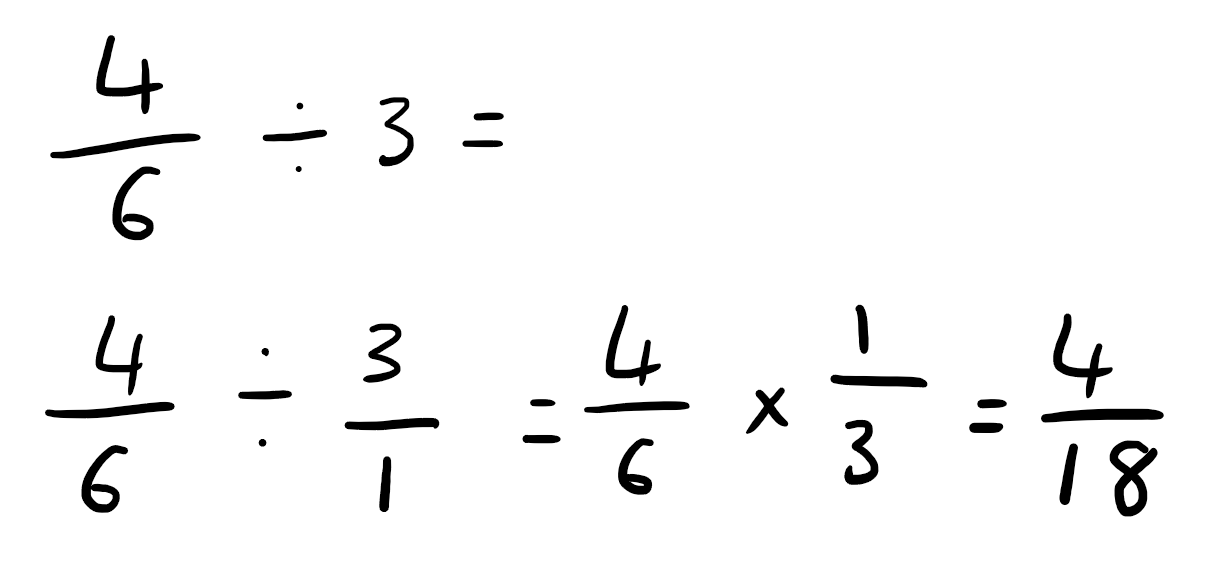 4/6 ÷ 3 =
4/6 ÷ 3/1 = 4/6 × 1/3 = 4/18